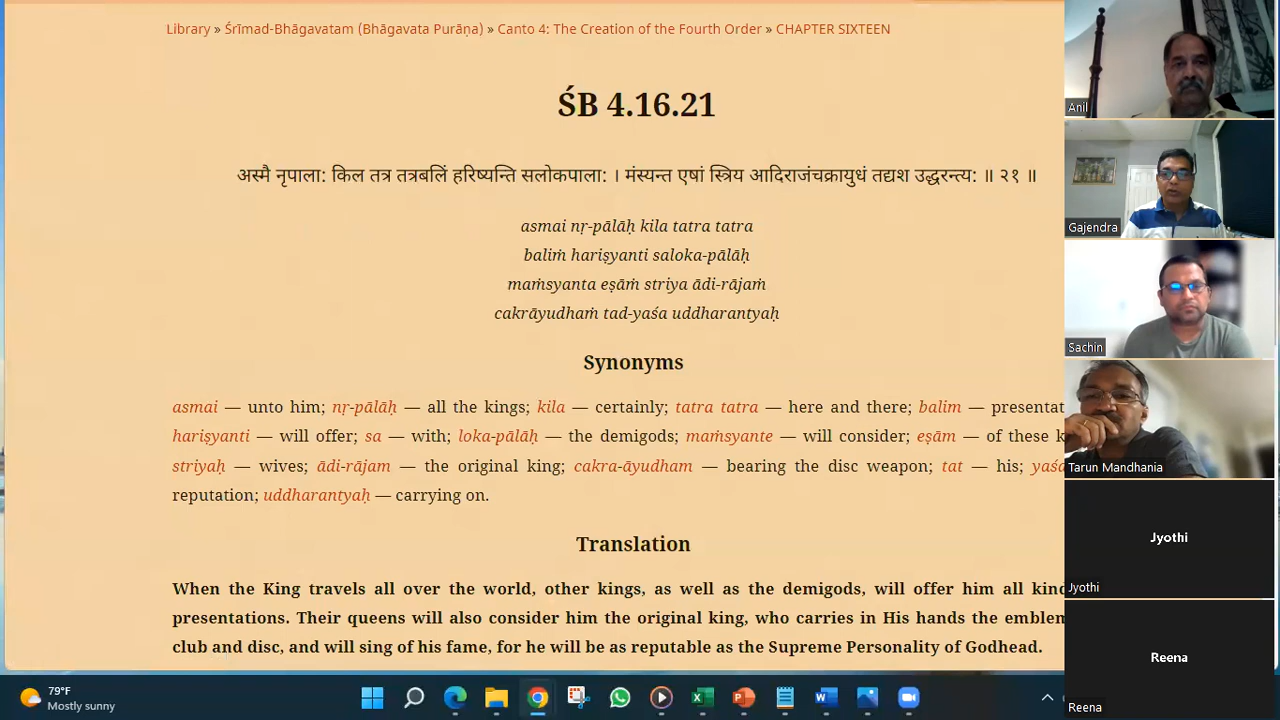 Library » Śrīmad-Bhāgavatam (Bhāgavata Purāṇa) » Canto 4: The Creation of the Fourth Order » CHAPTER SIXTEEN
ŚB 4.16.21
अस्मै नृपाला: किल तत्र तत्रबलिं हरिष्यन्ति सलोकपाला: । मंस्यन्त एषां स्त्रिय आदिराजंचक्रायुधं तद्यश उद्धरन्त्य: ॥ २१ ॥
asmai nṛ-pālāḥ kila tatra tatra
baliṁ hariṣyanti saloka-pālāḥ
maṁsyanta eṣāṁ striya ādi-rājaṁ
cakrāyudhaṁ tad-yaśa uddharantyaḥ
Synonyms
asmai — unto him; nṛ-pālāḥ — all the kings; kila — certainly; tatra tatra — here and there; balim —
hariṣyanti — will offer; sa — with; loka-pālāḥ — the demigods; maṁsyante — will consider; eṣām — of these
striyaḥ — wives; ādi-rājam — the original king; cakra-āyudham — bearing the disc weapon; tat — his;
reputation; uddharantyaḥ — carrying on.
Translation
When the King travels all over the world, other kings, as well as the demigods, will offer him all
presentations. Their queens will also consider him the original king, who carries in His hands the
club and disc, and will sing of his fame, for he will be as reputable as the Supreme Personality of Godhead.
Anil
Gajendra
Sachin
Tarun Mandhania
Jyothi
Jyothi
Reena
Reena
79°F
Mostly sunny